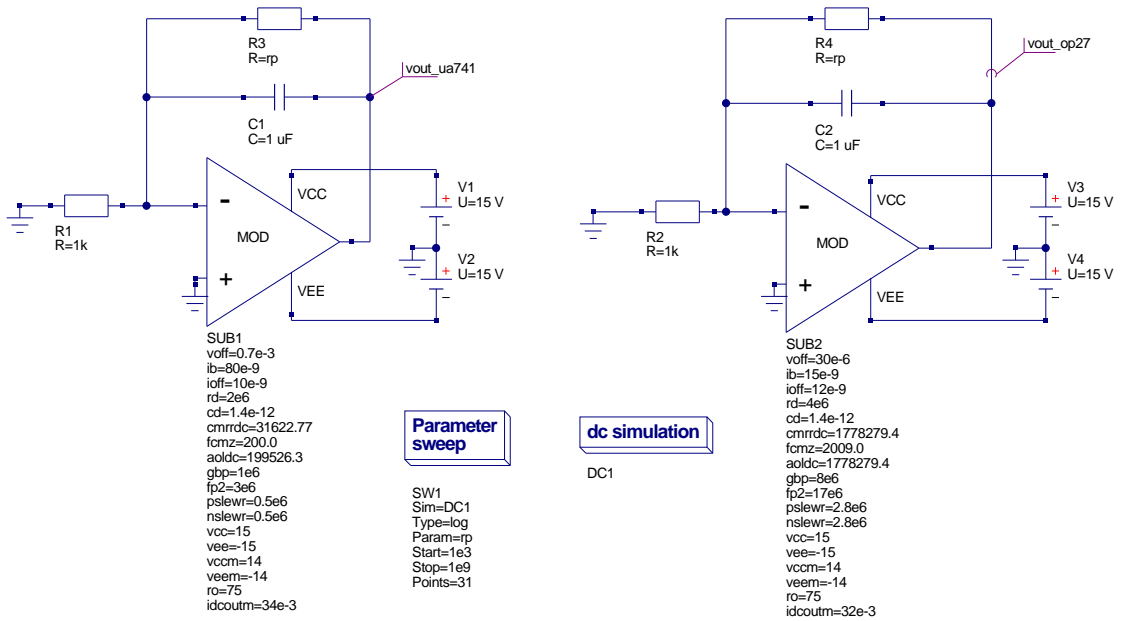 R3
R=rp
vout_ua741
C1
C=1 uF
R1
R=1k
-
MOD
+
VCC
VEE
V1
U=15 V
V2
U=15 V
+
-
+
-
SUB1
voff=0.7e-3
ib=80e-9
ioff=10e-9
rd=2e6
cd=1.4e-12
cmrrdc=31622.77
fcmz=200.0
aoldc=199526.3
gbp=1e6
fp2=3e6
pslewr=0.5e6
nslewr=0.5e6
vcc=15
vee=-15
vccm=14
veem=-14
ro=75
idcoutm=34e-3
Parameter
sweep
SW1
Sim=DC1
Type=log
Param=rp
Start=1e3
Stop=1e9
Points=31
dc simulation
DC1
R4
R=rp
vout_op27
C2
C=1 uF
R2
R=1k
-
MOD
+
VCC
VEE
V3
U=15 V
V4
U=15 V
+
-
+
-
SUB2
voff=30e-6
ib=15e-9
ioff=12e-9
rd=4e6
cd=1.4e-12
cmrrdc=1778279.4
fcmz=2009.0
aoldc=1778279.4
gbp=8e6
fp2=17e6
pslewr=2.8e6
nslewr=2.8e6
vcc=15
vee=-15
vccm=14
veem=-14
ro=75
idcoutm=32e-3